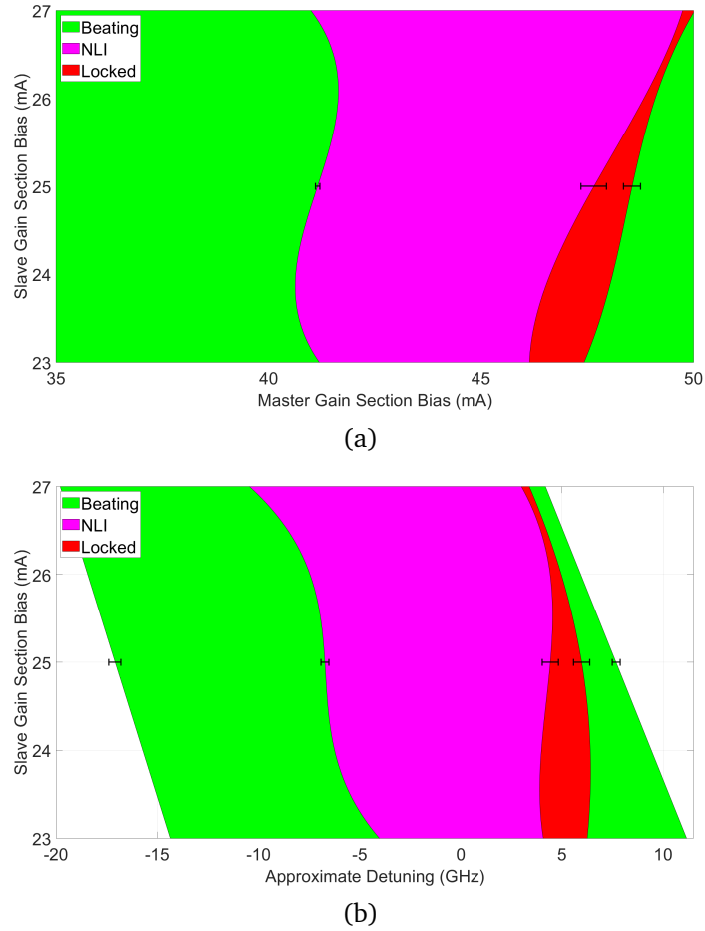 27
26
25
24
23
Slave Gain Section Bias (mA)
Beating
NLI
Locked
35
40
45
50
Master Gain Section Bias (mA)
(a)
27
26
25
24
23
Slave Gain Section Bias (mA)
Beating
NLI
Locked
-20
-15
-10
-5
0
5
10
Approximate Detuning (GHz)
(b)